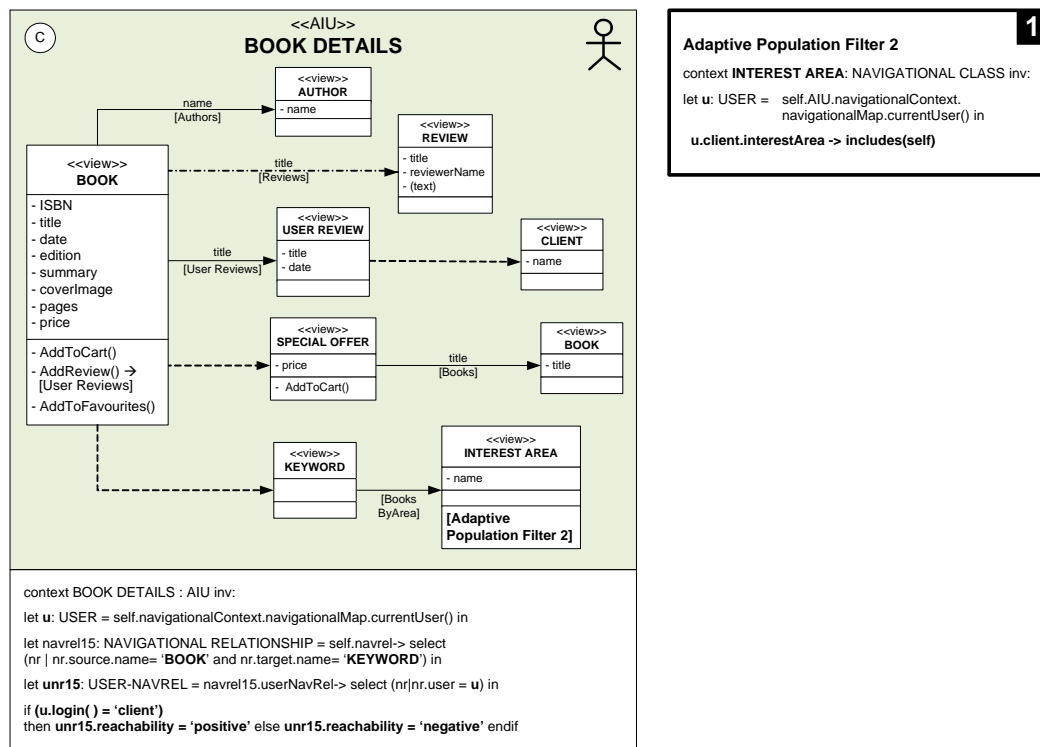 C
<<AIU>>
BOOK DETAILS
<<view>>
AUTHOR
- name
name
[Authors]
<<view>>
REVIEW
- title
- reviewerName
- (text)
title
[Reviews]
<<view>>
BOOK
- ISBN
- title
- date
- edition
- summary
- coverImage
- pages
- price
- AddToCart()
- AddReview() →
[User Reviews]
- AddToFavourites()
<<view>>
USER REVIEW
- title
- date
title
[User Reviews]
<<view>>
CLIENT
- name
<<view>>
SPECIAL OFFER
- price
- AddToCart()
title
[Books]
<<view>>
BOOK
- title
<<view>>
KEYWORD
[Books
ByArea]
<<view>>
INTEREST AREA
- name
[Adaptive
Population Filter 2]
context BOOK DETAILS : AIU inv:
let u: USER = self.navigationalContext.navigationalMap.currentUser() in
let navrel15: NAVIGATIONAL RELATIONSHIP = self.navrel-> select
(nr | nr.source.name= ‘BOOK’ and nr.target.name= ‘KEYWORD’) in
let unr15: USER-NAVREL = navrel15.userNavRel-> select (nr|nr.user = u) in
if (u.login( ) = ‘client’)
then unr15.reachability = ‘positive’ else unr15.reachability = ‘negative’ endif
1
Adaptive Population Filter 2
context INTEREST AREA: NAVIGATIONAL CLASS inv:
let u: USER = self.AIU.navigationalContext.
navigationalMap.currentUser() in
u.client.interestArea -> includes(self)